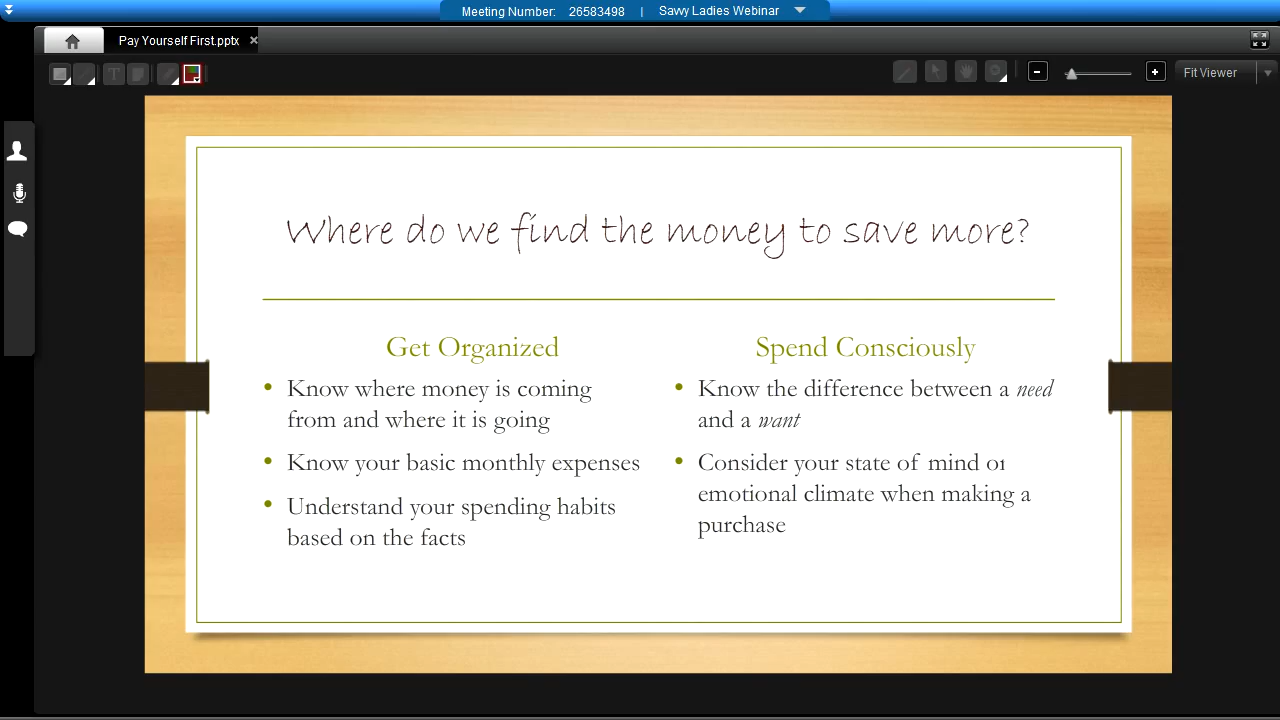 Meeting Number: 26583498 | Savvy Ladies Webinar
Pay Yourself First.pptx
T
Fit Viewer
Where do we find the money to save more?
Get Organized
• Know where money is coming
from and where it is going
• Know your basic monthly expenses
• Understand your spending habits
based on the facts
Spend Consciously
• Know the difference between a need
and a want
• Consider your state of mind or
emotional climate when making a
purchase